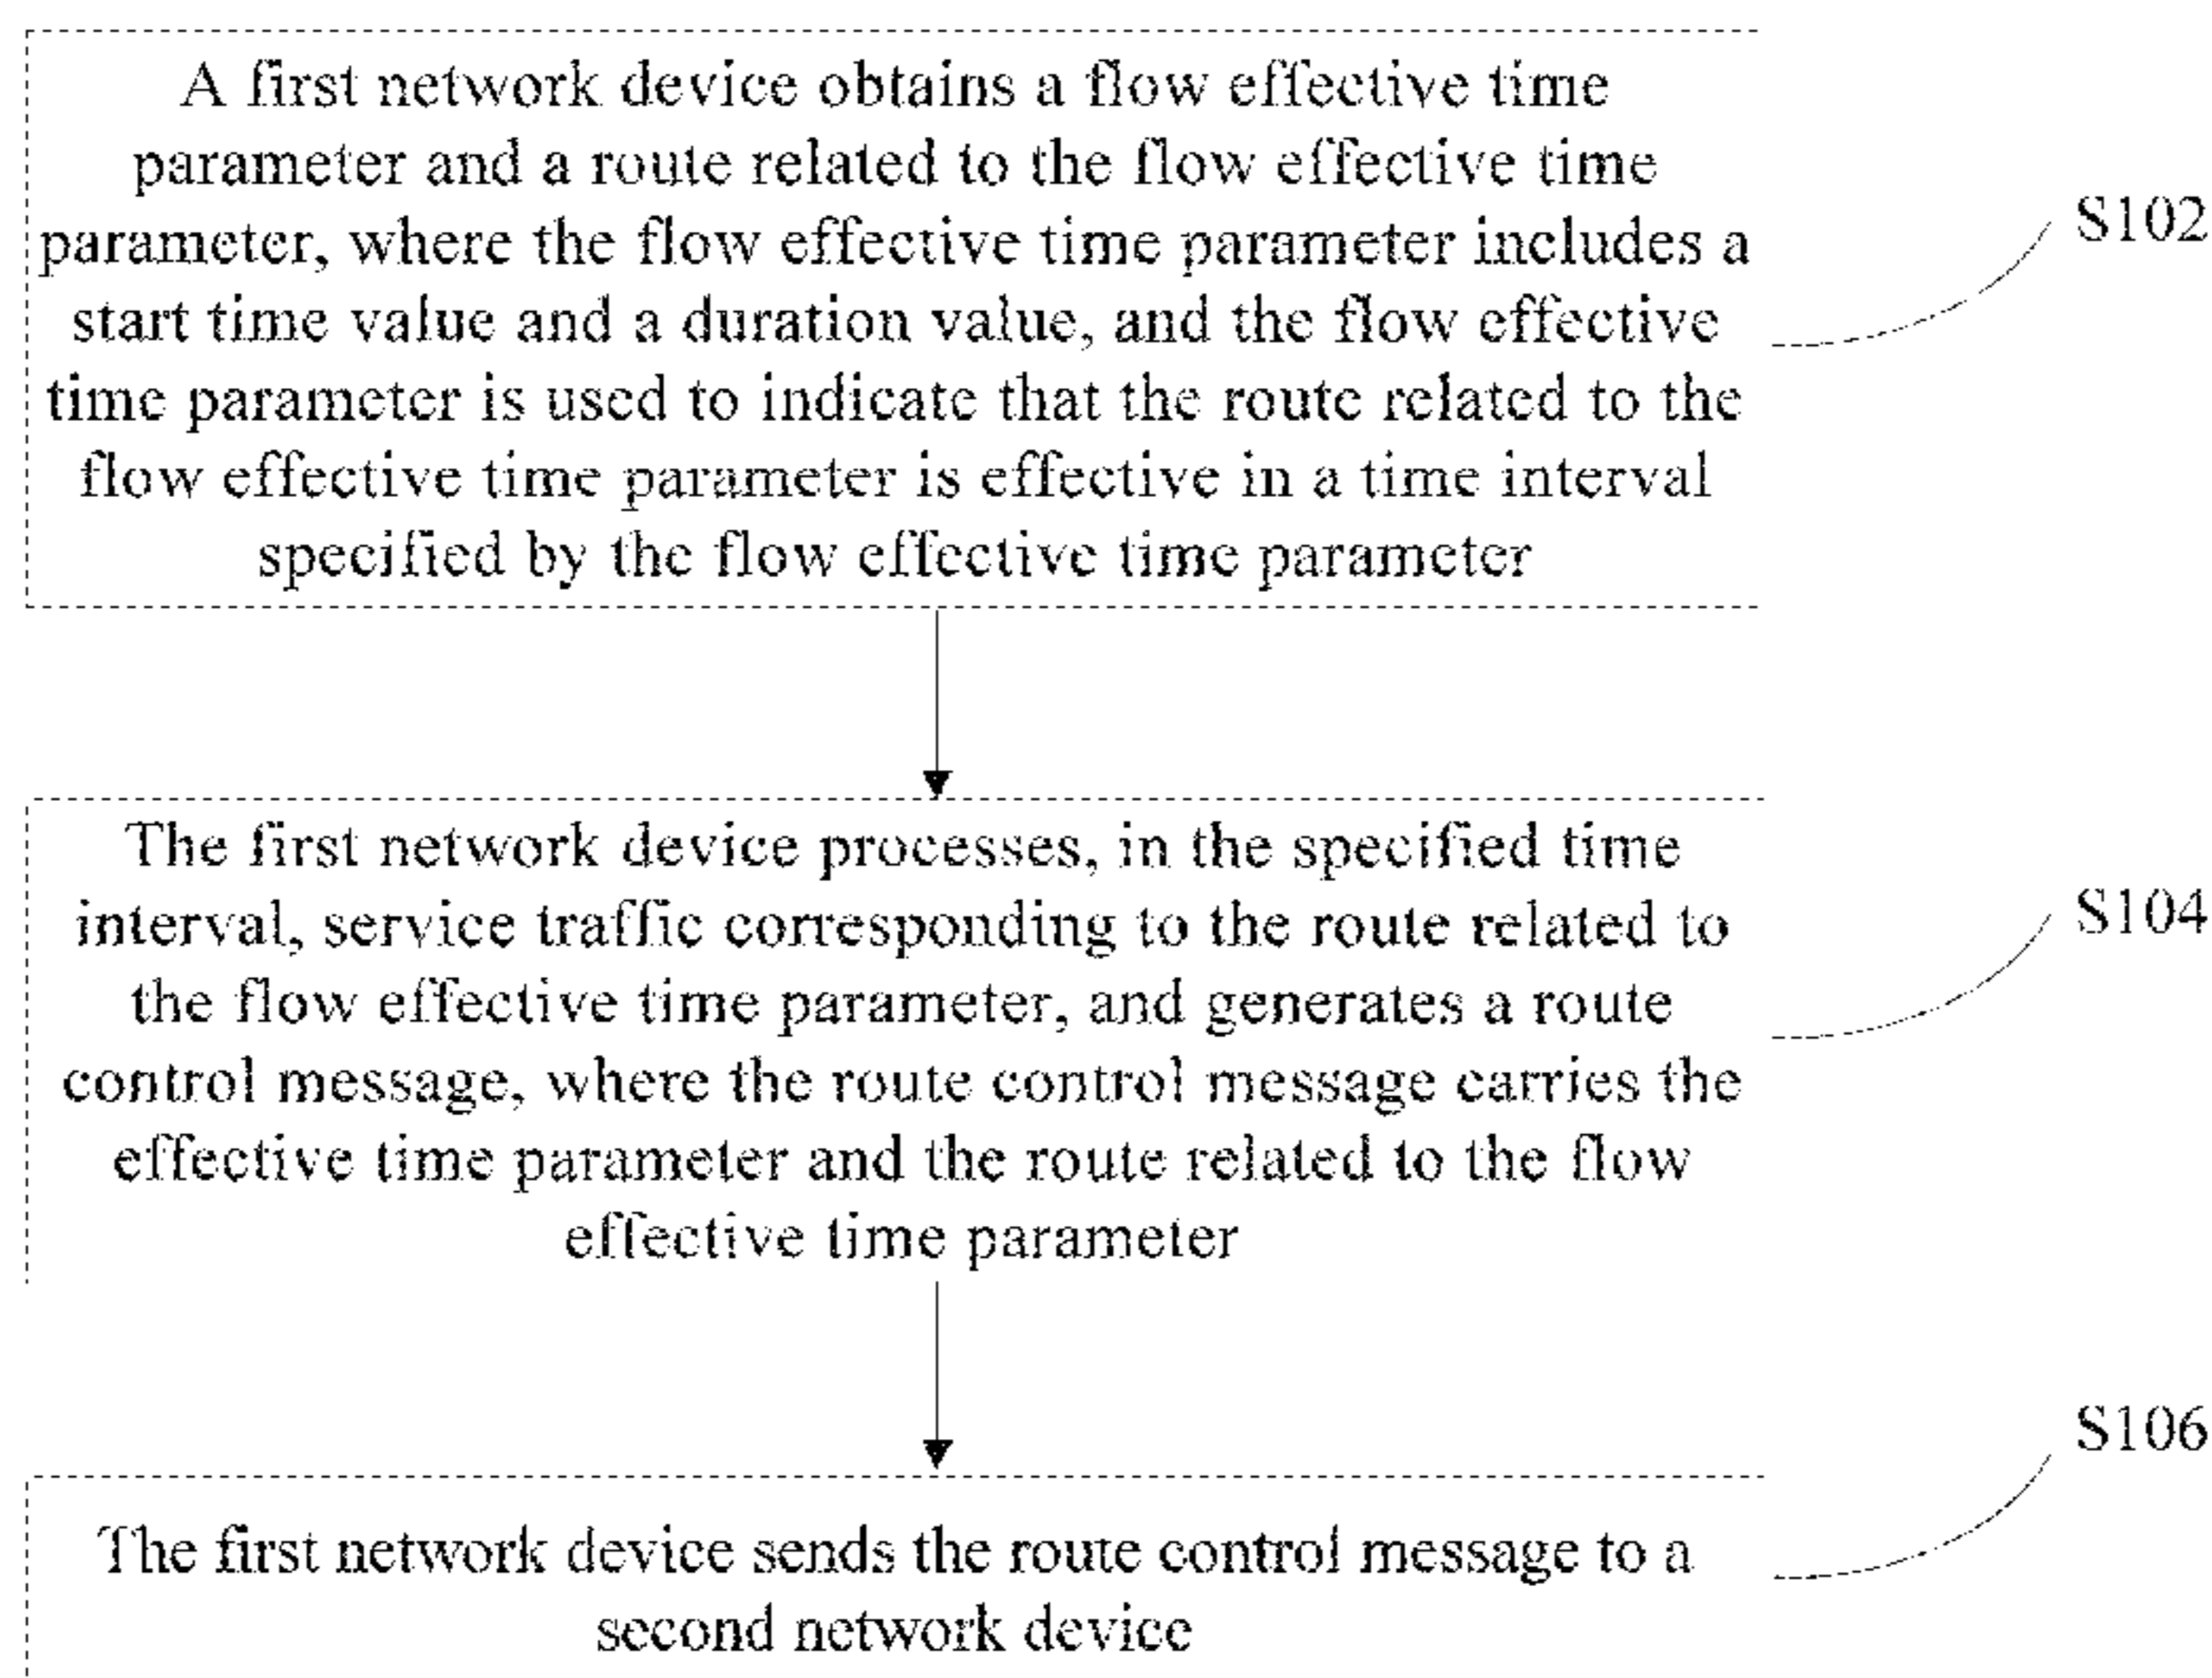 A first network device obtains a flow effective time
parameter and a route related to the flow effective time
parameter, where the flow effective time parameter includes a
start time value and a duration value, and the flow effective
time parameter is used to indicate that the route related to the
flow effective time parameter is effective in a time interval
specified by the flow effective time parameter
S102
The first network device processes, in the specified time
interval, service traffic corresponding to the route related to
the flow effective time parameter, and generates a route
control message, where the route control message carries the
effective time parameter and the route related to the flow
effective time parameter
S104
The first network device sends the route control message to a
second network device
S106